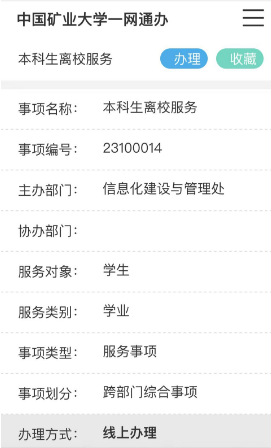 中国矿业大学一网通办
本科生离校服务 办理 收藏
事项名称： 本科生离校服务
事项编号： 23100014
主办部门： 信息化建设与管理处
协办部门：
服务对象： 学生
服务类别： 学业
事项类型： 服务事项
事项划分： 跨部门综合事项
办理方式： 线上办理